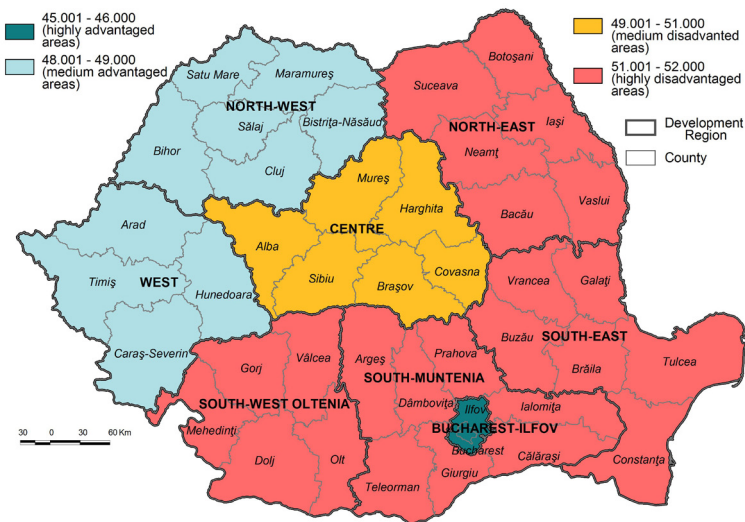 45.001 - 46.000
(highly advantaged
areas)
48.001 - 49.000
(medium advantaged
areas)
49.001 - 51.000
(medium disadvanted
areas)
51.001 - 52.000
(highly disadvantaged
areas)
Development
Region
County
Satu Mare
Maramureş
NORTH-WEST
Sălaj
Bistriţa-Năsăud
Bihor
Cluj
Botoşani
Suceava
NORTH-EAST
Iaşi
Neamţ
Bacău
Vaslui
Mureş
Harghita
CENTRE
Alba
Sibiu
Braşov
Covasna
Arad
Timiş
WEST
Hunedoara
Caraş-Severin
Vrancea
Galaţi
Buzău
SOUTH-EAST
Brăila
Tulcea
Constanţa
Gorj
Vâlcea
SOUTH-WEST OLTENIA
Mehedinţi
Dolj
Olt
Argeş
Prahova
SOUTH-MUNTENIA
Dâmboviţa
Ilfov
Ialomiţa
BUCHAREST-ILFOV
Bucharest
Călăraşi
Giurgiu
Teleorman
30 0 30 60 Km